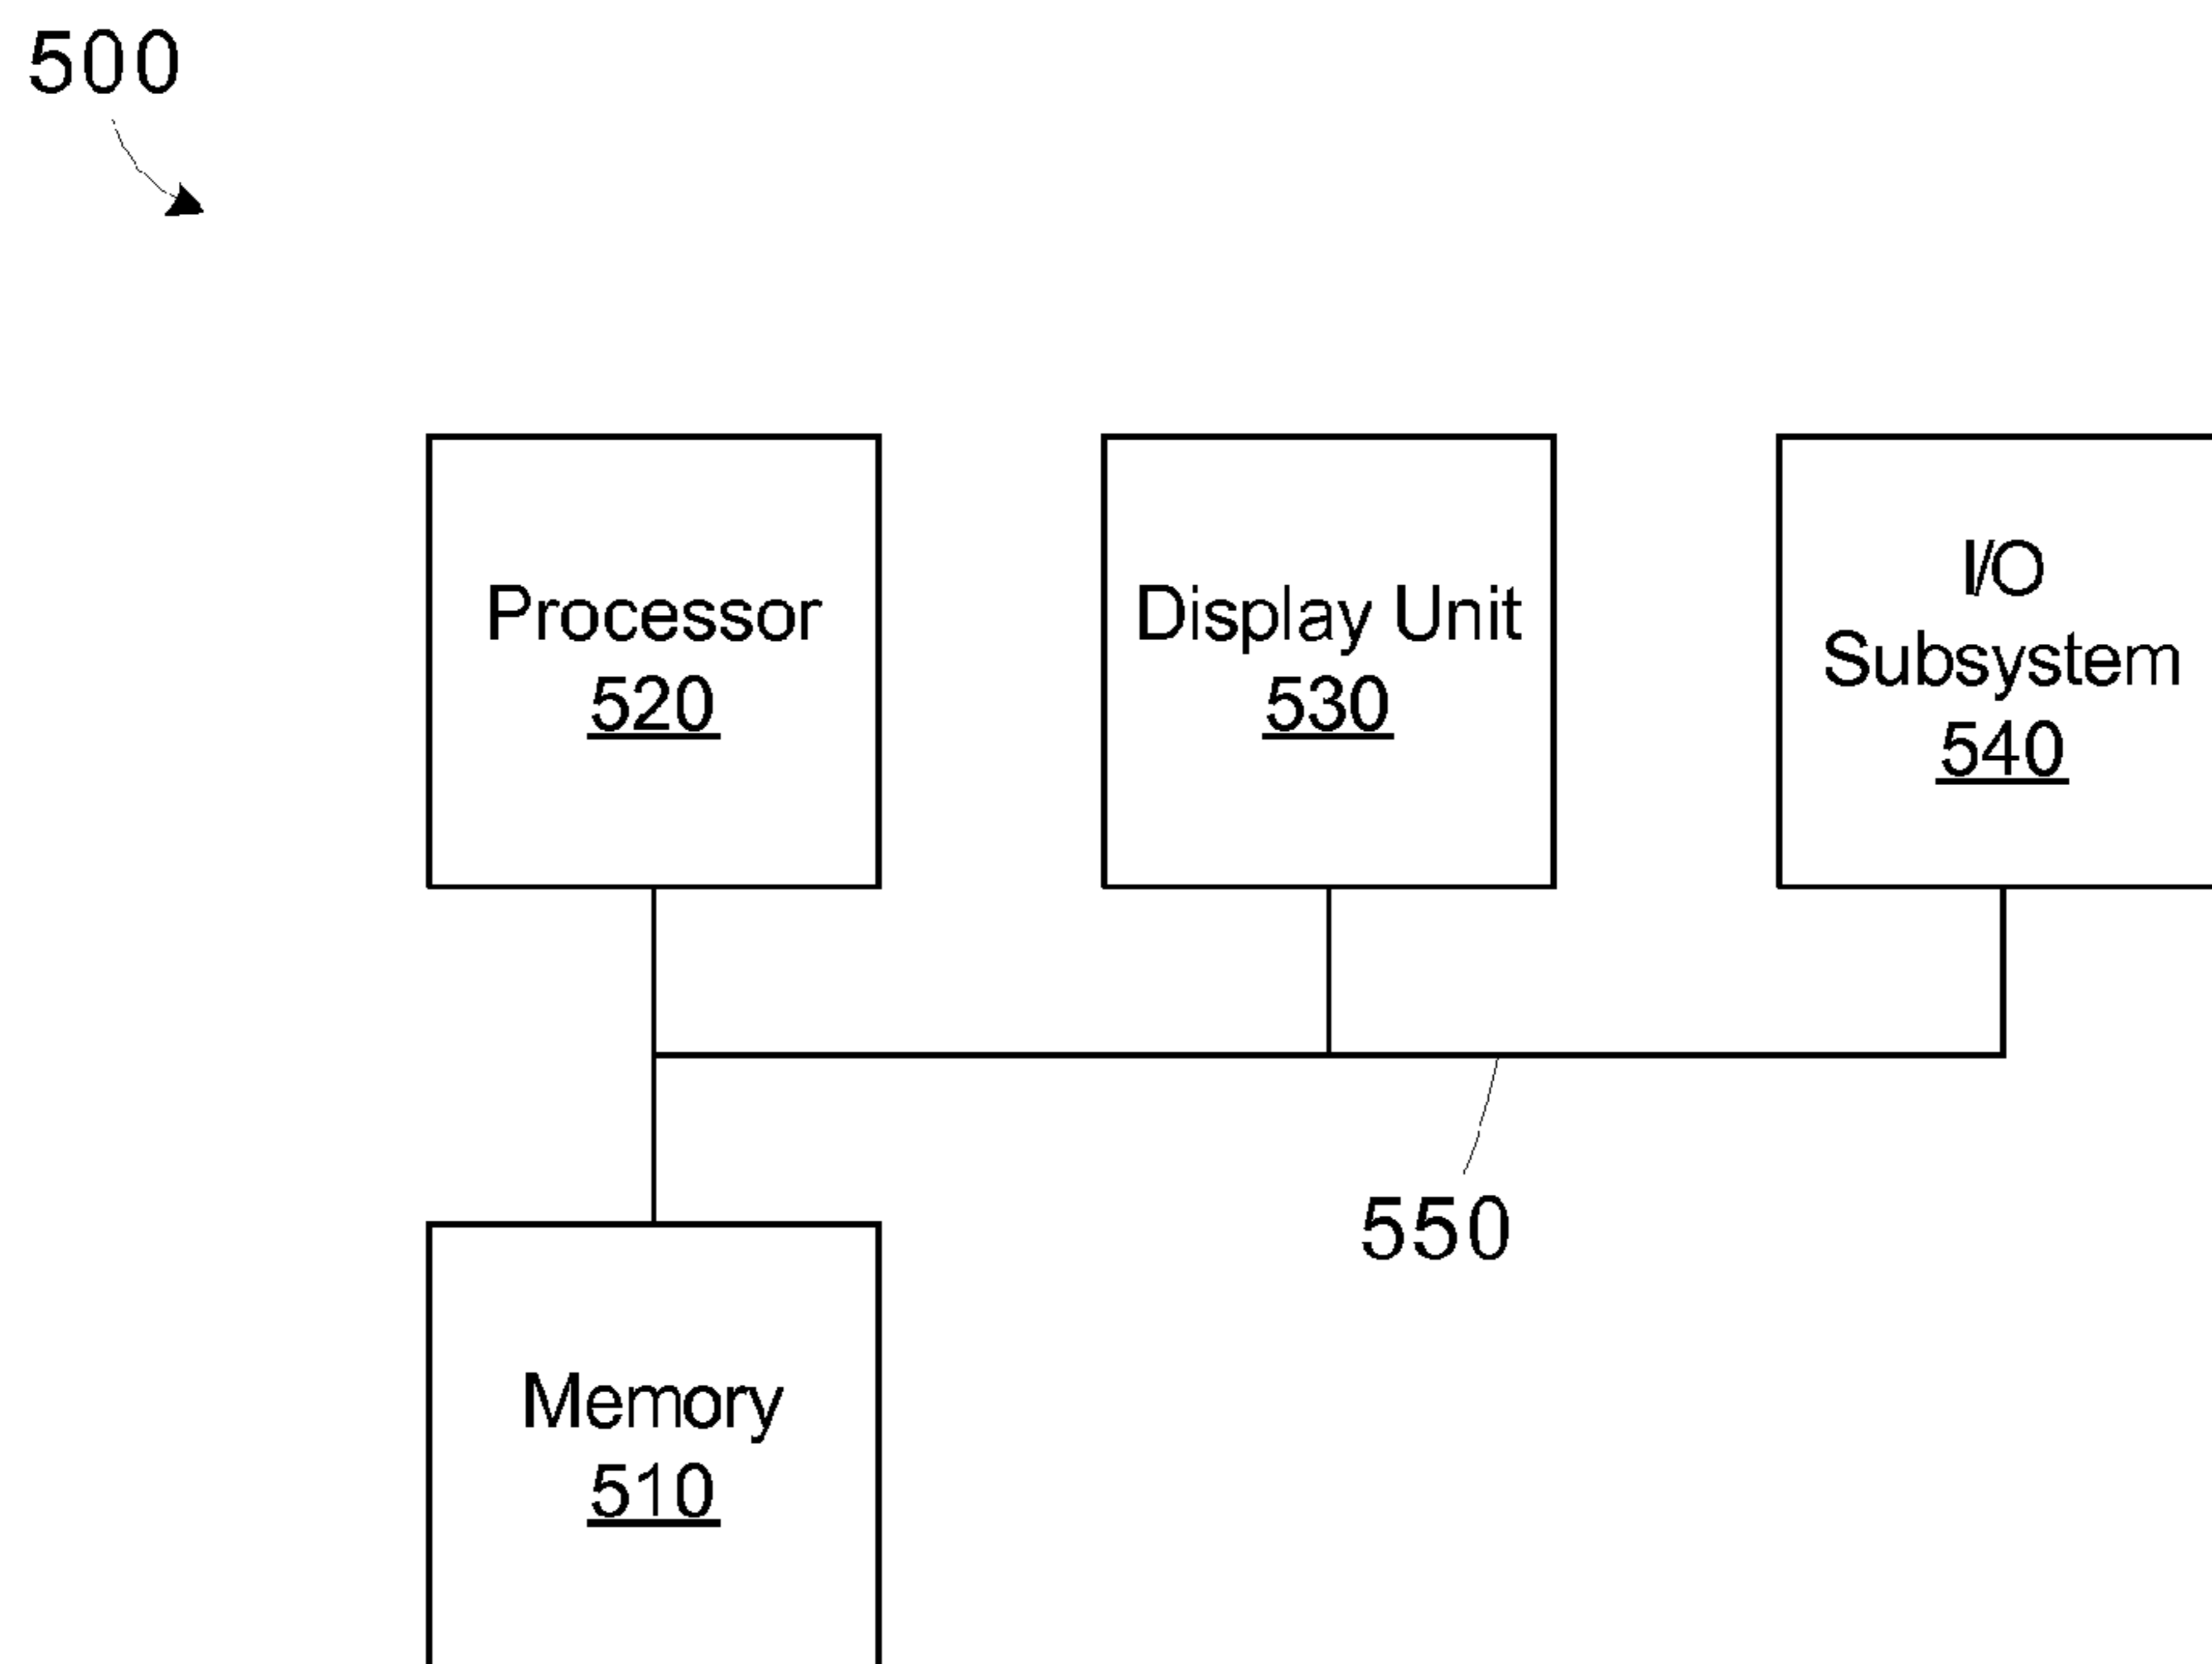 500
Processor
520
Display Unit
530
I/O
Subsystem
540
550
Memory
510